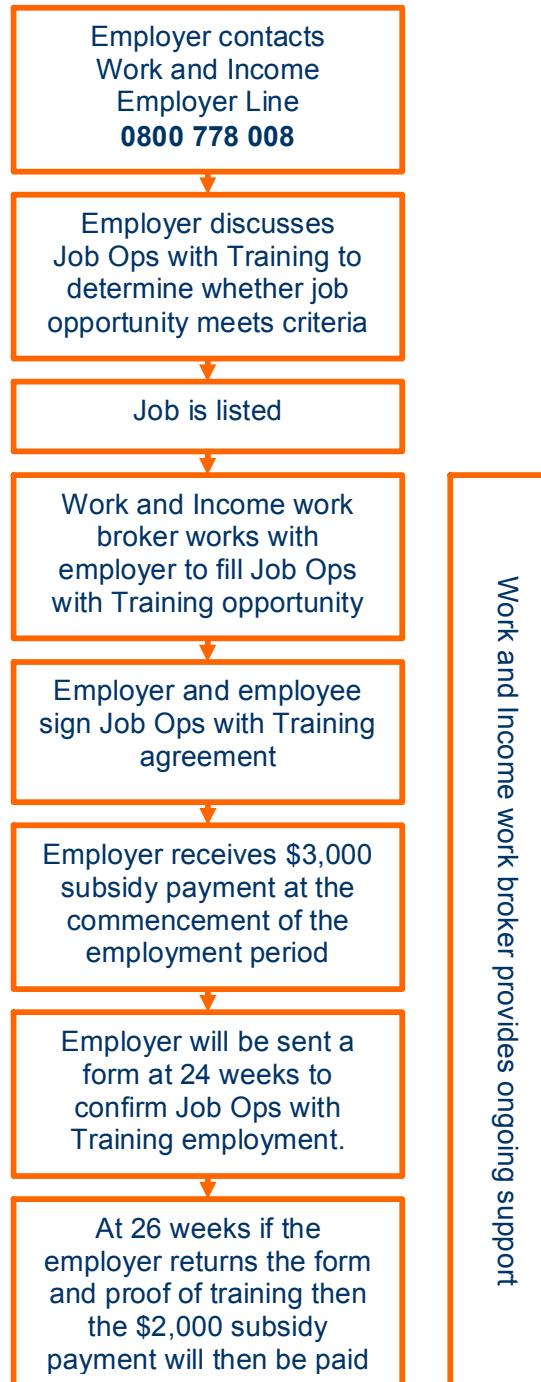 Employer contacts
Work and Income
Employer Line
0800 778 008
Employer discusses
Job Ops with Training to
determine whether job
opportunity meets criteria
Job is listed
Work and Income work
broker works with
employer to fill Job Ops
with Training opportunity
Employer and employee
sign Job Ops with Training
agreement
Employer receives $3,000
subsidy payment at the
commencement of the
employment period
Employer will be sent a
form at 24 weeks to
confirm Job Ops with
Training employment.
At 26 weeks if the
employer returns the form
and proof of training then
the $2,000 subsidy
payment will then be paid
Work and Income work broker provides ongoing support